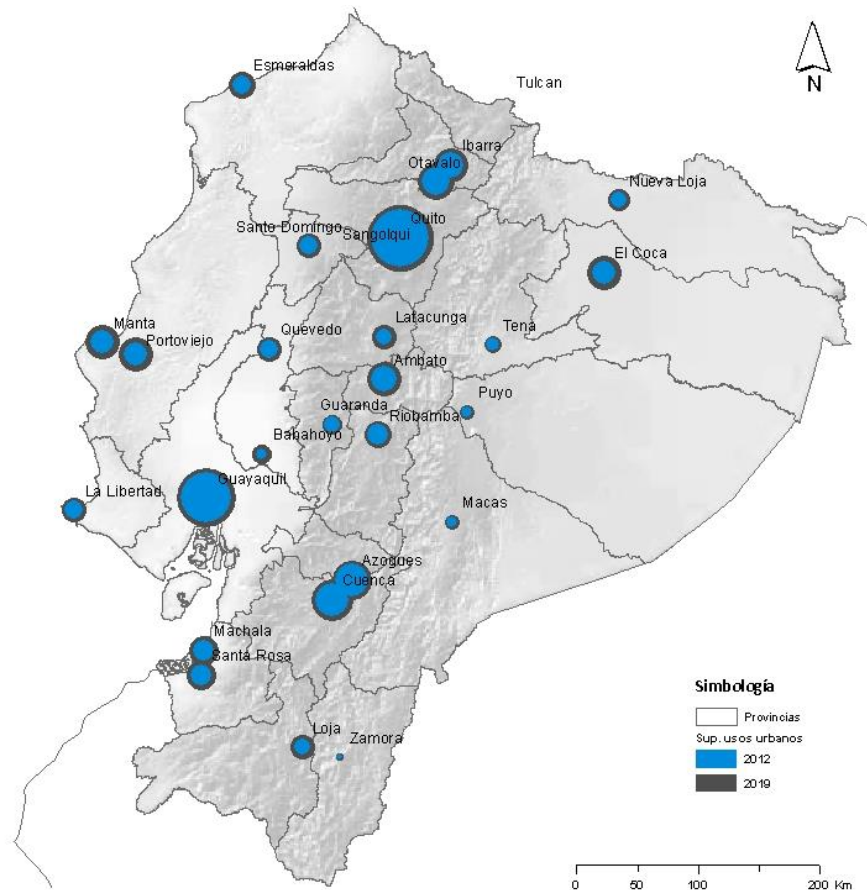 Esmeraldas
Tulcan
N
Ibarra
Otavalo
Nueva Loja
Quito
Santo Domingo
Sangolquí
El Coca
Manta
Portoviejo
Quevedo
Latacunga
Tena
Ambato
Puyo
Guaranda
Riobamba
Babahoyo
Guayaquil
La Libertad
Macas
Azogues
Cuenca
Machala
Santa Rosa
Loja
Zamora
Simbología
Provincias
Sup. usos urbanos
2012
2019
0 50 100 200 Km